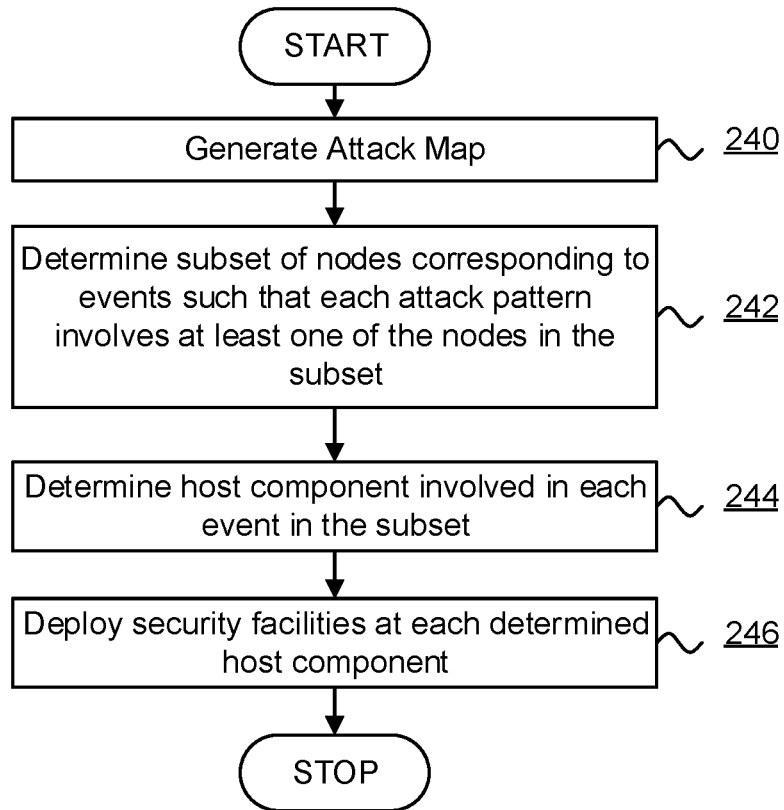 START
Generate Attack Map
240
Determine subset of nodes corresponding to
events such that each attack pattern
involves at least one of the nodes in the
subset
242
Determine host component involved in each
event in the subset
244
Deploy security facilities at each determined
host component
246
STOP